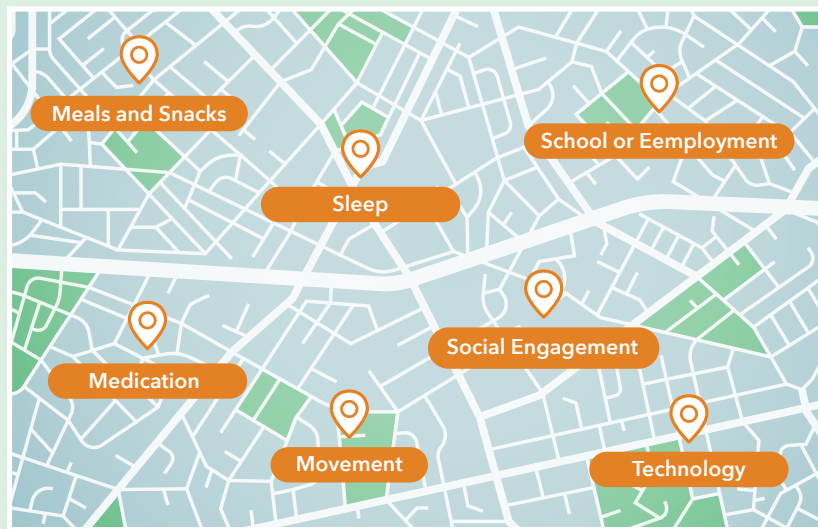 Meals and Snacks
School or Eemployment
Sleep
Social Engagement
Medication
Movement
Technology